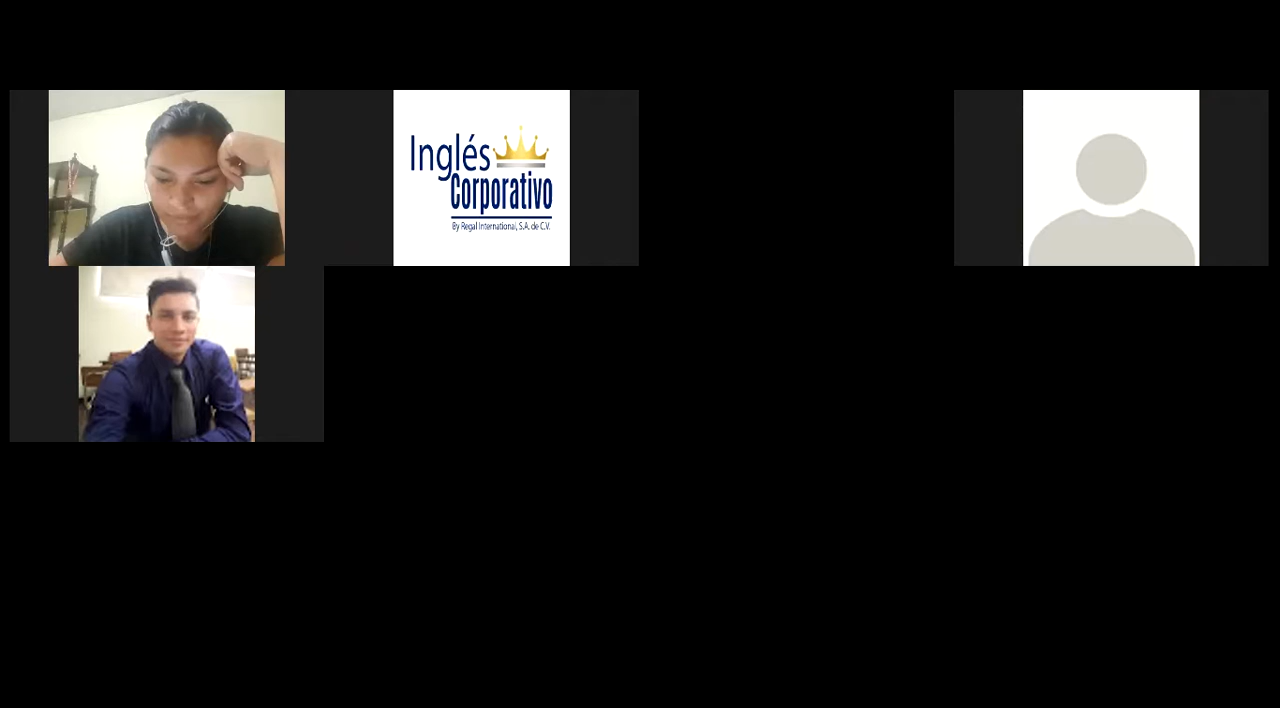 Inglés
Corporativo
By Regal International, S.A. de C.V.